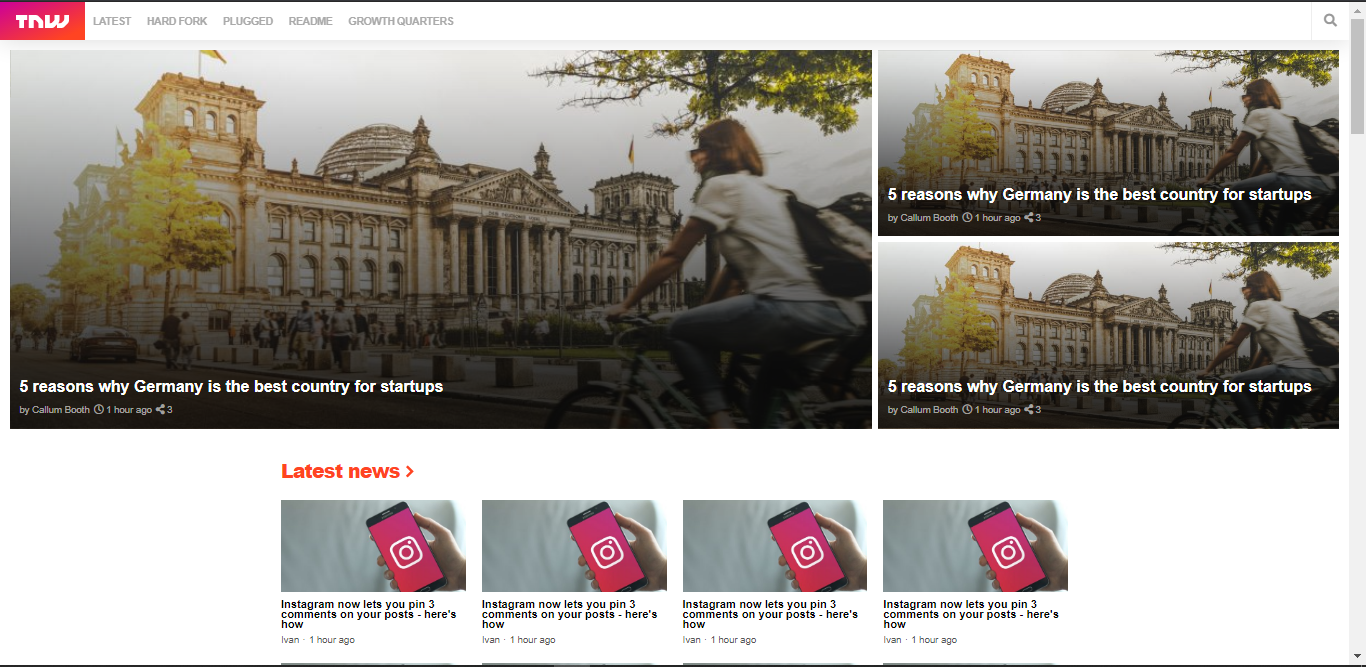 TNW LATEST HARD FORK PLUGGED README GROWTH QUARTERS
5 reasons why Germany is the best country for startups
by Callum Booth 1 hour ago 3
5 reasons why Germany is the best country for startups
by Callum Booth 1 hour ago 3
5 reasons why Germany is the best country for startups
by Callum Booth 1 hour ago 3
Latest news
Instagram now lets you pin 3
comments on your posts - here's
how
Ivan · 1 hour ago
Instagram now lets you pin 3
comments on your posts - here's
how
Ivan · 1 hour ago
Instagram now lets you pin 3
comments on your posts - here's
how
Ivan · 1 hour ago
Instagram now lets you pin 3
comments on your posts - here's
how
Ivan · 1 hour ago